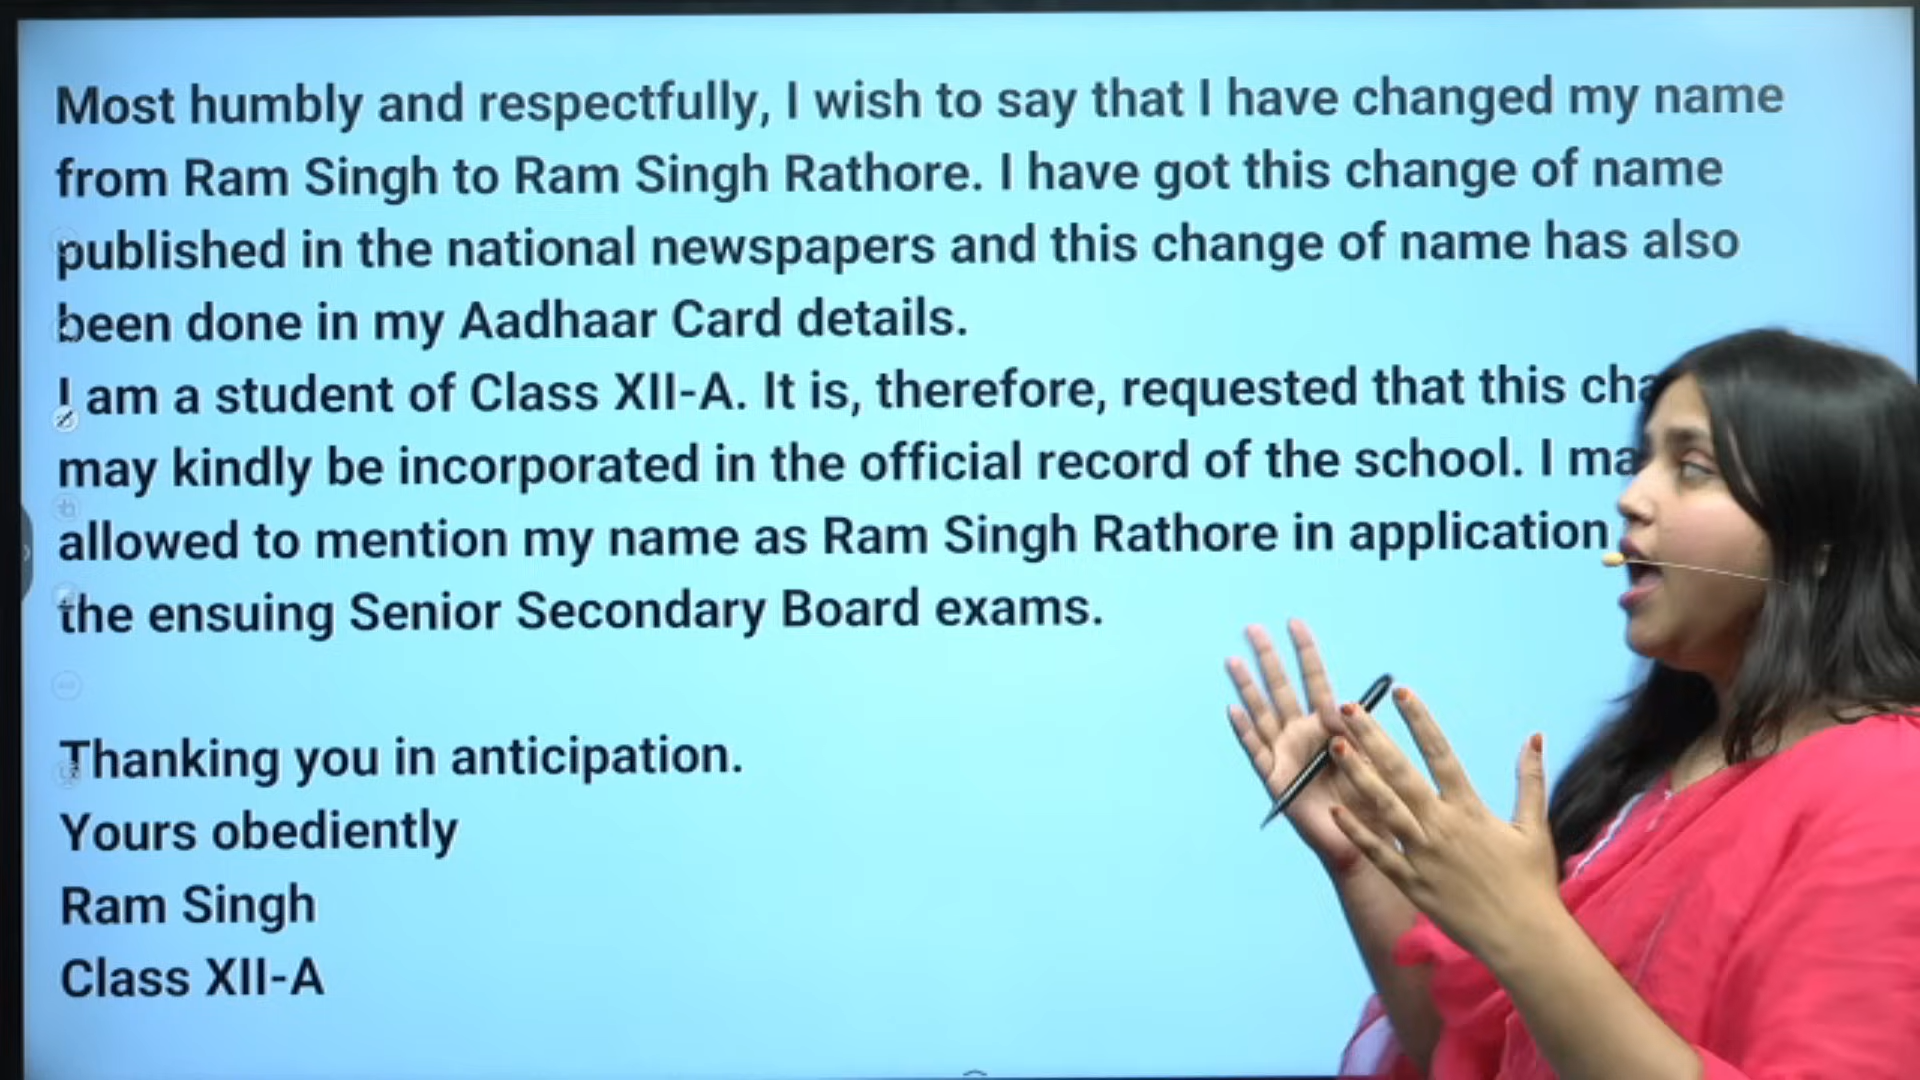 Most humbly and respectfully, I wish to say that I have changed my name
from Ram Singh to Ram Singh Rathore. I have got this change of name
published in the national newspapers and this change of name has also
been done in my Aadhaar Card details.
I am a student of Class XII-A. It is, therefore, requested that this
may kindly be incorporated in the official record of the school. I
allowed to mention my name as Ram Singh Rathore in application
the ensuing Senior Secondary Board exams.
Thanking you in anticipation.
Yours obediently
Ram Singh
Class XII-A